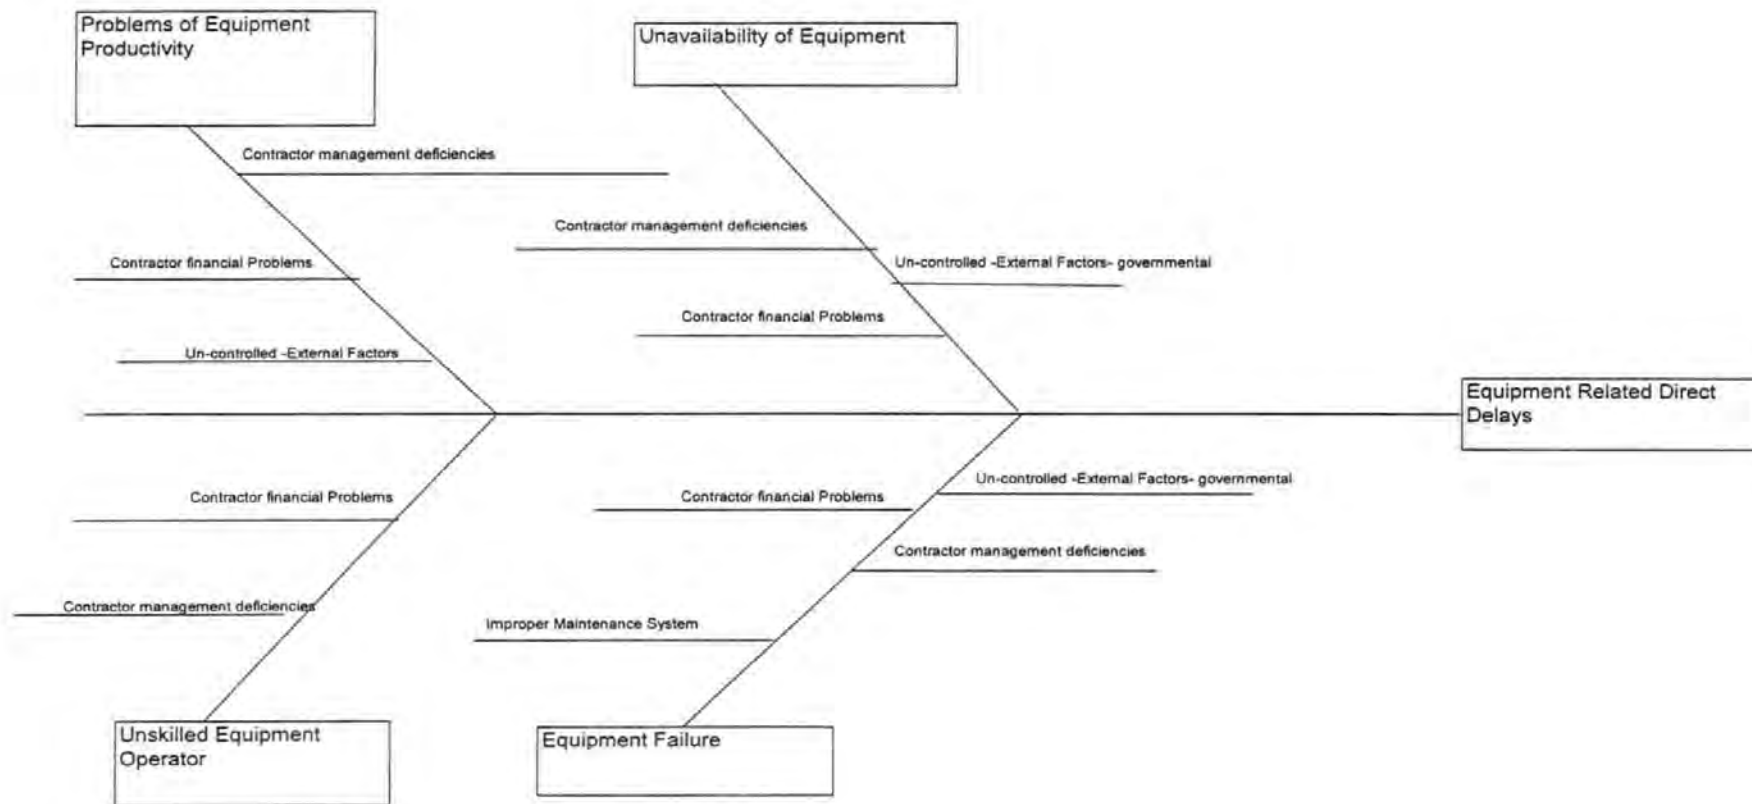 Problems of Equipment
Productivity
Unavailability of Equipment
Contractor management deficiencies
Contractor management deficiencies
Contractor financial Problems
Un-controlled -External Factors- governmental
Contractor financial Problems
Un-controlled -External Factors
Equipment Related Direct
Delays
Contractor financial Problems
Contractor financial Problems
Un-controlled -External Factors- governmental
Contractor management deficiencies
Contractor management deficiencies
Improper Maintenance System
Unskilled Equipment
Operator
Equipment Failure